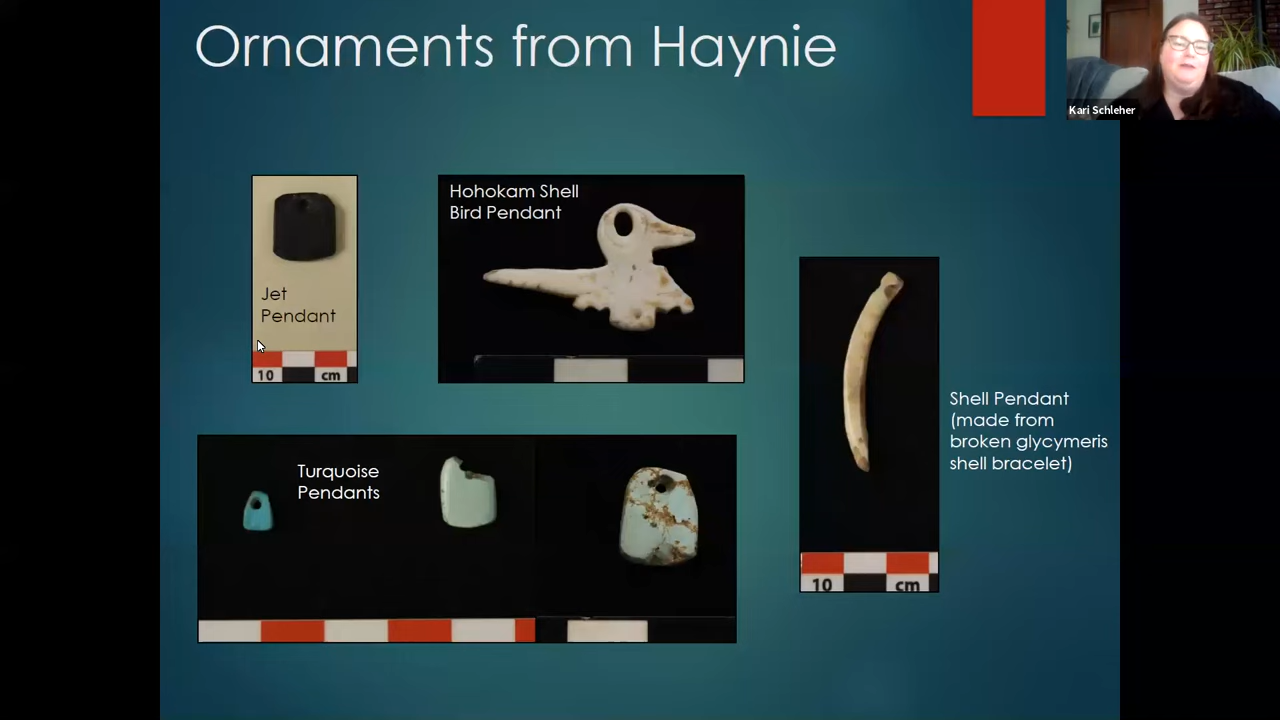 Ornaments from Haynie
Kari Schleher
Jet
Pendant
10 cm
Hohokam Shell
Bird Pendant
Turquoise
Pendants
Shell Pendant
(made from
broken glycymeris
shell bracelet)
10 cm